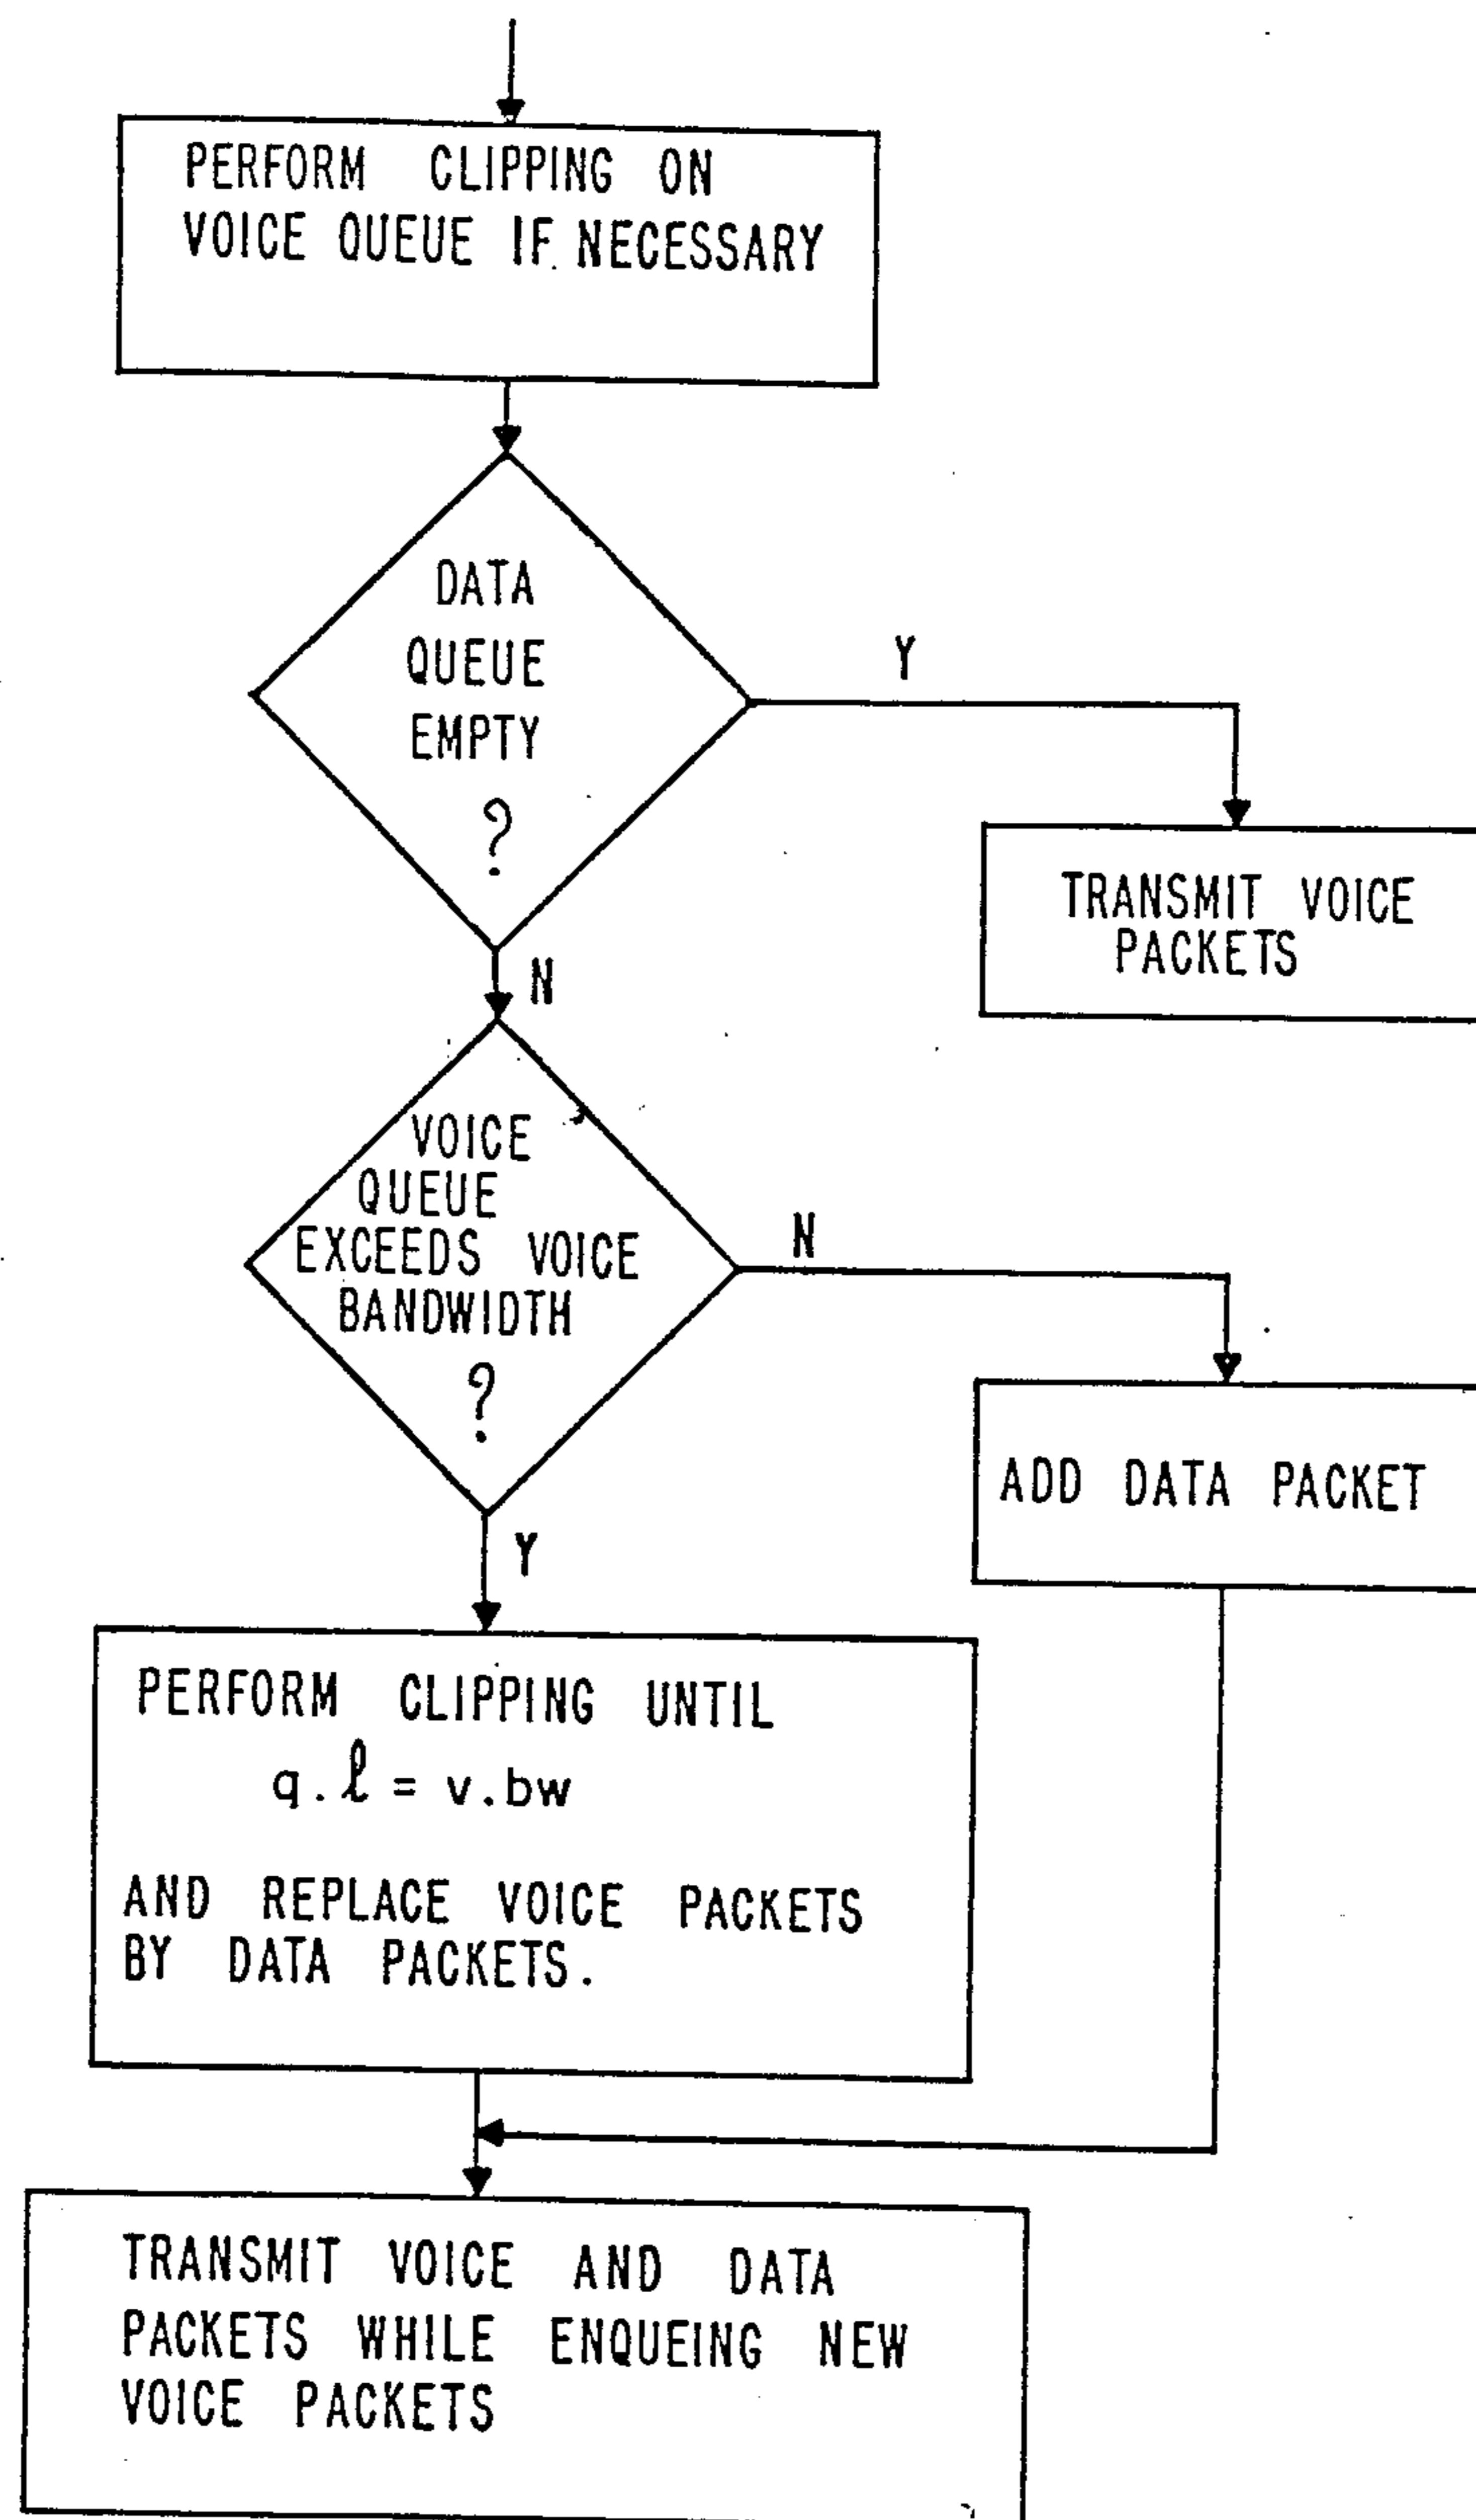 PERFORM CLIPPING ON
VOICE QUEUE IF NECESSARY
DATA
QUEUE
EMPTY
?
Y
TRANSMIT VOICE
PACKETS
N
VOICE
QUEUE
EXCEEDS VOICE
BANDWIDTH
?
N
ADD DATA PACKET
Y
PERFORM CLIPPING UNTIL
q.ℓ = v.bw
AND REPLACE VOICE PACKETS
BY DATA PACKETS.
TRANSMIT VOICE AND DATA
PACKETS WHILE ENQUEING NEW
VOICE PACKETS